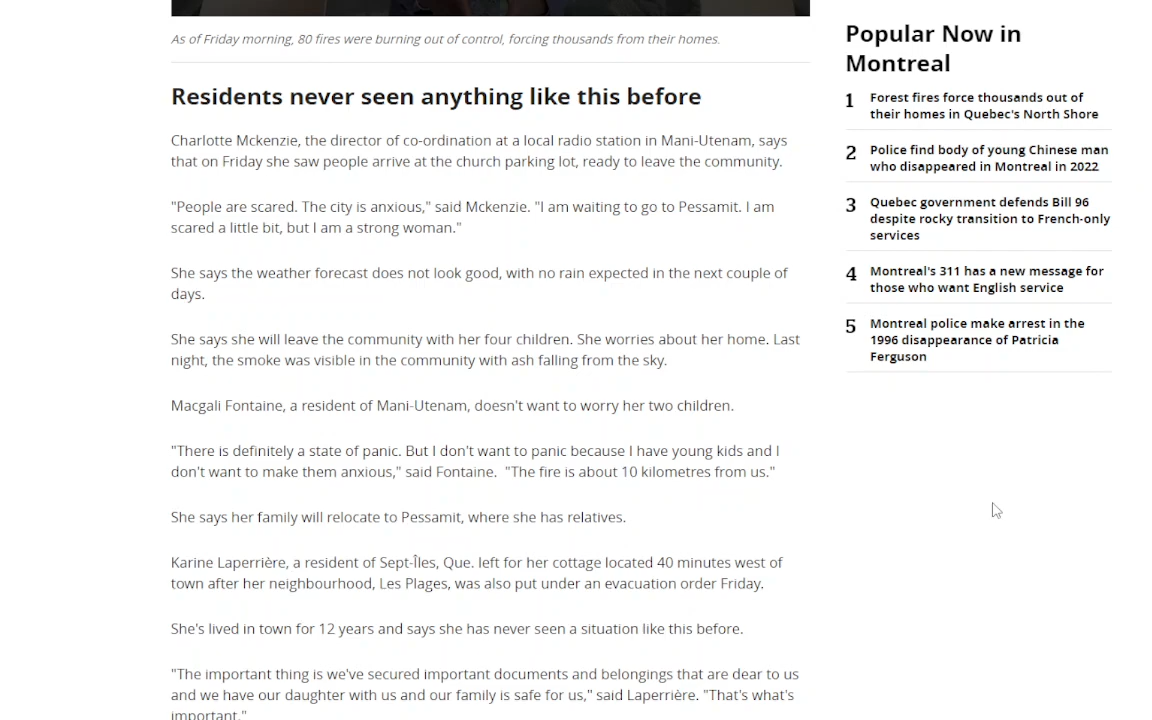 As of Friday morning, 80 fires were burning out of control, forcing thousands from their homes.
Residents never seen anything like this before
Charlotte Mckenzie, the director of co-ordination at a local radio station in Mani-Utenam, says
that on Friday she saw people arrive at the church parking lot, ready to leave the community.
"People are scared. The city is anxious," said Mckenzie. "I am waiting to go to Pessamit. I am
scared a little bit, but I am a strong woman."
She says the weather forecast does not look good, with no rain expected in the next couple of
days.
She says she will leave the community with her four children. She worries about her home. Last
night, the smoke was visible in the community with ash falling from the sky.
Macgali Fontaine, a resident of Mani-Utenam, doesn't want to worry her two children.
"There is definitely a state of panic. But I don't want to panic because I have young kids and I
don't want to make them anxious," said Fontaine.  "The fire is about 10 kilometres from us."
She says her family will relocate to Pessamit, where she has relatives.
Karine Laperrière, a resident of Sept-Îles, Que. left for her cottage located 40 minutes west of
town after her neighbourhood, Les Plages, was also put under an evacuation order Friday.
She's lived in town for 12 years and says she has never seen a situation like this before.
"The important thing is we've secured important documents and belongings that are dear to us
and we have our daughter with us and our family is safe for us," said Laperrière. "That's what's
important."
Popular Now in
Montreal
1 Forest fires force thousands out of
their homes in Quebec's North Shore
2 Police find body of young Chinese man
who disappeared in Montreal in 2022
3 Quebec government defends Bill 96
despite rocky transition to French-only
services
4 Montreal's 311 has a new message for
those who want English service
5 Montreal police make arrest in the
1996 disappearance of Patricia
Ferguson